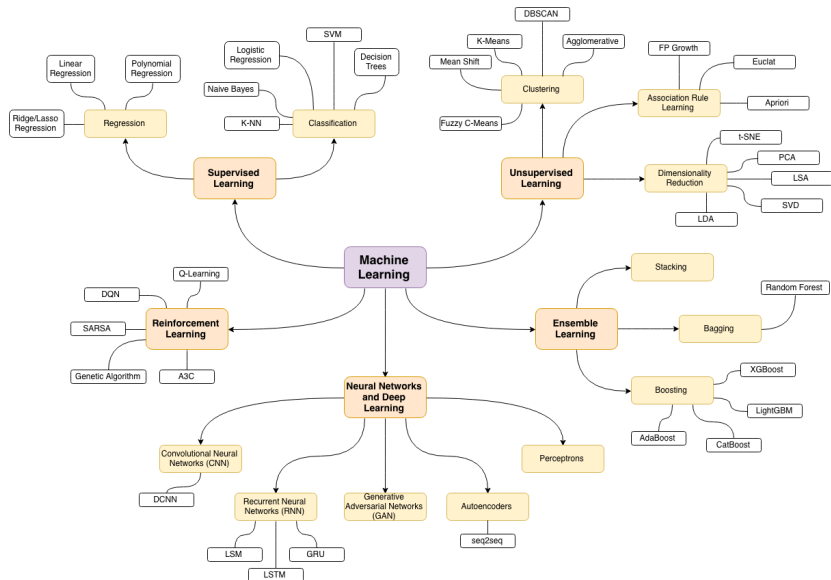 DBSCAN
SVM
K-Means
Agglomerative
Logistic
Regression
FP Growth
Linear
Regression
Polynomial
Regression
Decision
Trees
Mean Shift
Euclat
Naive Bayes
Clustering
Association Rule
Learning
Apriori
Ridge/Lasso
Regression
Regression
K-NN
Classification
Fuzzy C-Means
t-SNE
PCA
Supervised
Learning
Unsupervised
Learning
Dimensionality
Reduction
LSA
SVD
LDA
Machine
Learning
Q-Learning
Stacking
DQN
Random Forest
SARSA
Reinforcement
Learning
Ensemble
Learning
Bagging
Genetic Algorithm
A3C
XGBoost
Neural Networks
and Deep
Learning
Boosting
LightGBM
AdaBoost
CatBoost
Convolutional Neural
Networks (CNN)
Perceptrons
DCNN
Recurrent Neural
Networks (RNN)
Generative
Adversarial Networks
(GAN)
Autoencoders
seq2seq
LSM
GRU
LSTM